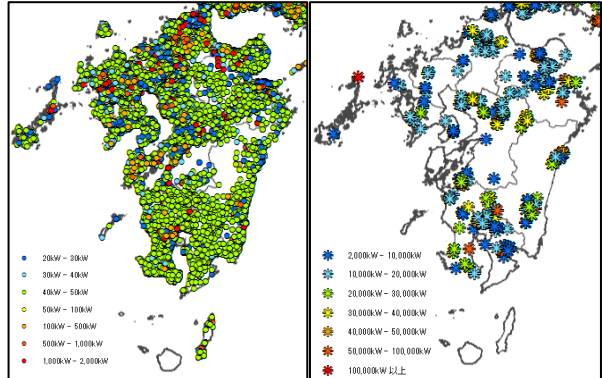 20kW - 30kW
30kW - 40kW
40kW - 50kW
50kW - 100kW
100kW - 500kW
500kW - 1,000kW
1,000kW - 2,000kW
2,000kW - 10,000kW
10,000kW - 20,000kW
20,000kW - 30,000kW
30,000kW - 40,000kW
40,000kW - 50,000kW
50,000kW - 100,000kW
100,000kW 以上